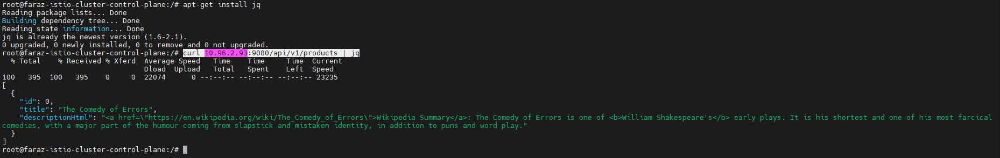 root@faraz-istio-cluster-control-plane:/# apt-get install jq
Reading package lists... Done
Building dependency tree... Done
Reading state information... Done
jq is already the newest version (1.6-2.1).
0 upgraded, 0 newly installed, 0 to remove and 0 not upgraded.
root@faraz-istio-cluster-control-plane:/# curl 10.96.2.93:9080/api/v1/products | jq
  % Total    % Received % Xferd  Average Speed   Time    Time     Time  Current
                                 Dload  Upload   Total   Spent    Left  Speed
100   395  100   395    0     0  22074      0 --:--:-- --:--:-- --:--:-- 23235
[
  {
    "id": 0,
    "title": "The Comedy of Errors",
    "descriptionHtml": "<a href=\"https://en.wikipedia.org/wiki/The_Comedy_of_Errors\">Wikipedia Summary</a>: The Comedy of Errors is one of <b>William Shakespeare's</b> early plays. It is his shortest and one of his most farcical
comedies, with a major part of the humour coming from slapstick and mistaken identity, in addition to puns and word play."
  }
]
root@faraz-istio-cluster-control-plane:/#